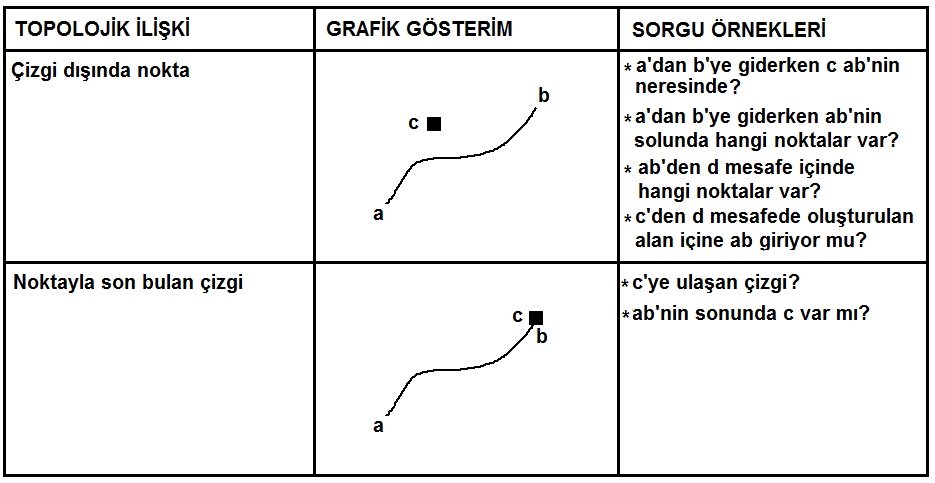 TOPOLOJİK İLİŞKİ
GRAFİK GÖSTERİM
SORGU ÖRNEKLERİ
Çizgi dışında nokta
c
b
a
* a'dan b'ye giderken c ab'nin
neresinde?
* a'dan b'ye giderken ab'nin
solunda hangi noktalar var?
* ab'den d mesafe içinde
hangi noktalar var?
* c'den d mesafede oluşturulan
alan içine ab giriyor mu?
Noktayla son bulan çizgi
c
b
a
* c'ye ulaşan çizgi?
* ab'nin sonunda c var mı?